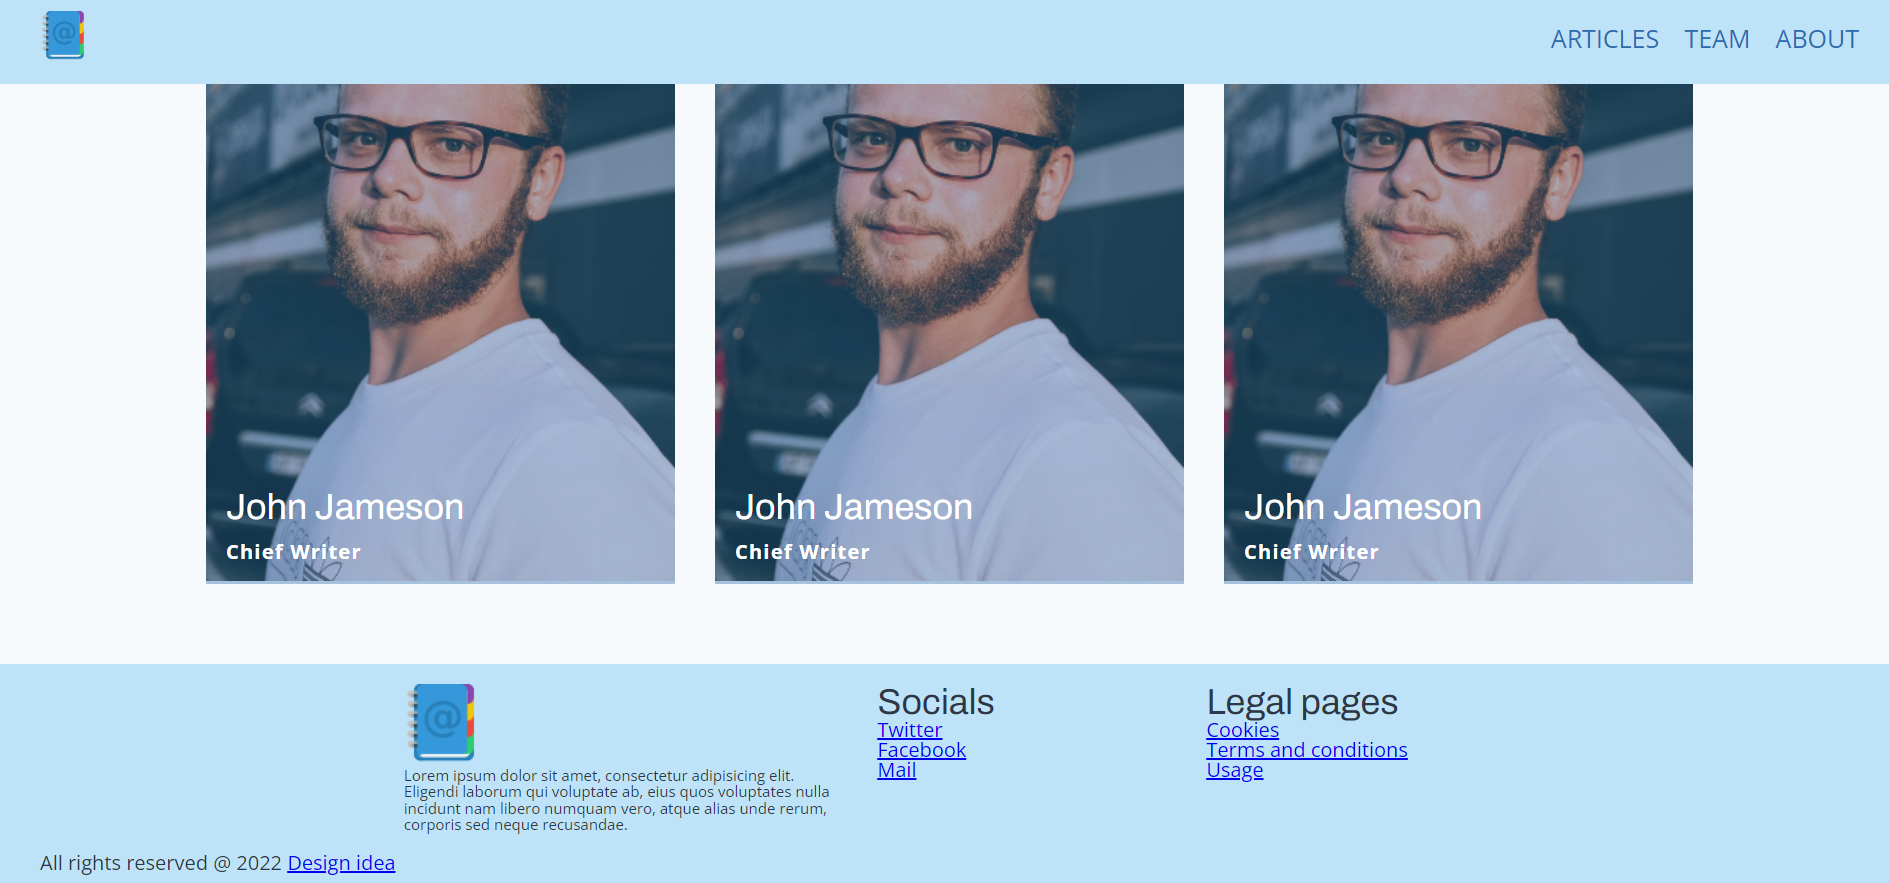 @
ARTICLES TEAM ABOUT
John Jameson
Chief Writer
John Jameson
Chief Writer
John Jameson
Chief Writer
@
Lorem ipsum dolor sit amet, consectetur adipisicing elit.
Eligendi laborum qui voluptate ab, eius quos voluptates nulla
incidunt nam libero numquam vero, atque alias unde rerum,
corporis sed neque recusandae.
Socials
Twitter
Facebook
Mail
Legal pages
Cookies
Terms and conditions
Usage
All rights reserved @ 2022 Design idea